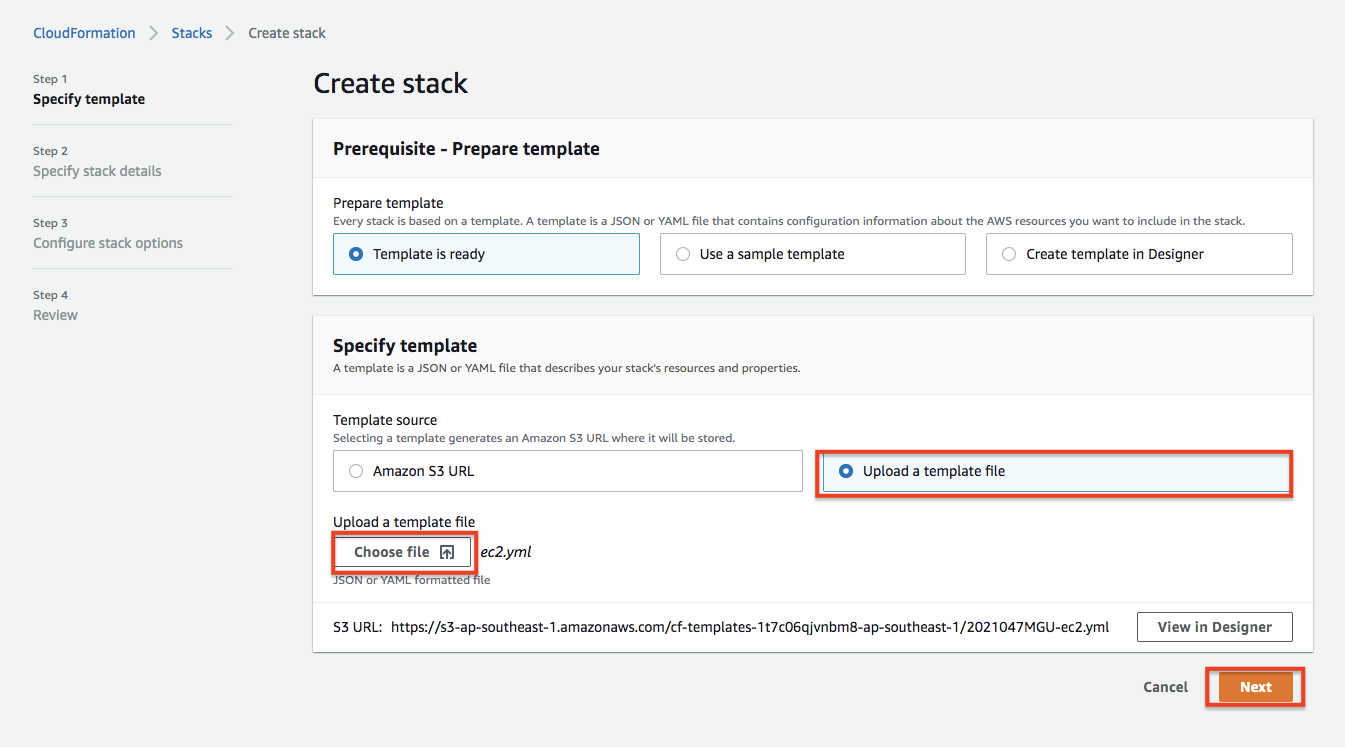 CloudFormation > Stacks > Create stack
Step 1
Specify template
Step 2
Specify stack details
Step 3
Configure stack options
Step 4
Review
Create stack
Prerequisite - Prepare template
Prepare template
Every stack is based on a template. A template is a JSON or YAML file that contains configuration information about the AWS resources you want to include in the stack.
Template is ready
Use a sample template
Create template in Designer
Specify template
A template is a JSON or YAML file that describes your stack's resources and properties.
Template source
Selecting a template generates an Amazon S3 URL where it will be stored.
Amazon S3 URL
Upload a template file
Upload a template file
Choose file ec2.yml
JSON or YAML formatted file
S3 URL: https://s3-ap-southeast-1.amazonaws.com/cf-templates-1t7c06qjvnbm8-ap-southeast-1/2021047MGU-ec2.yml
View in Designer
Cancel
Next